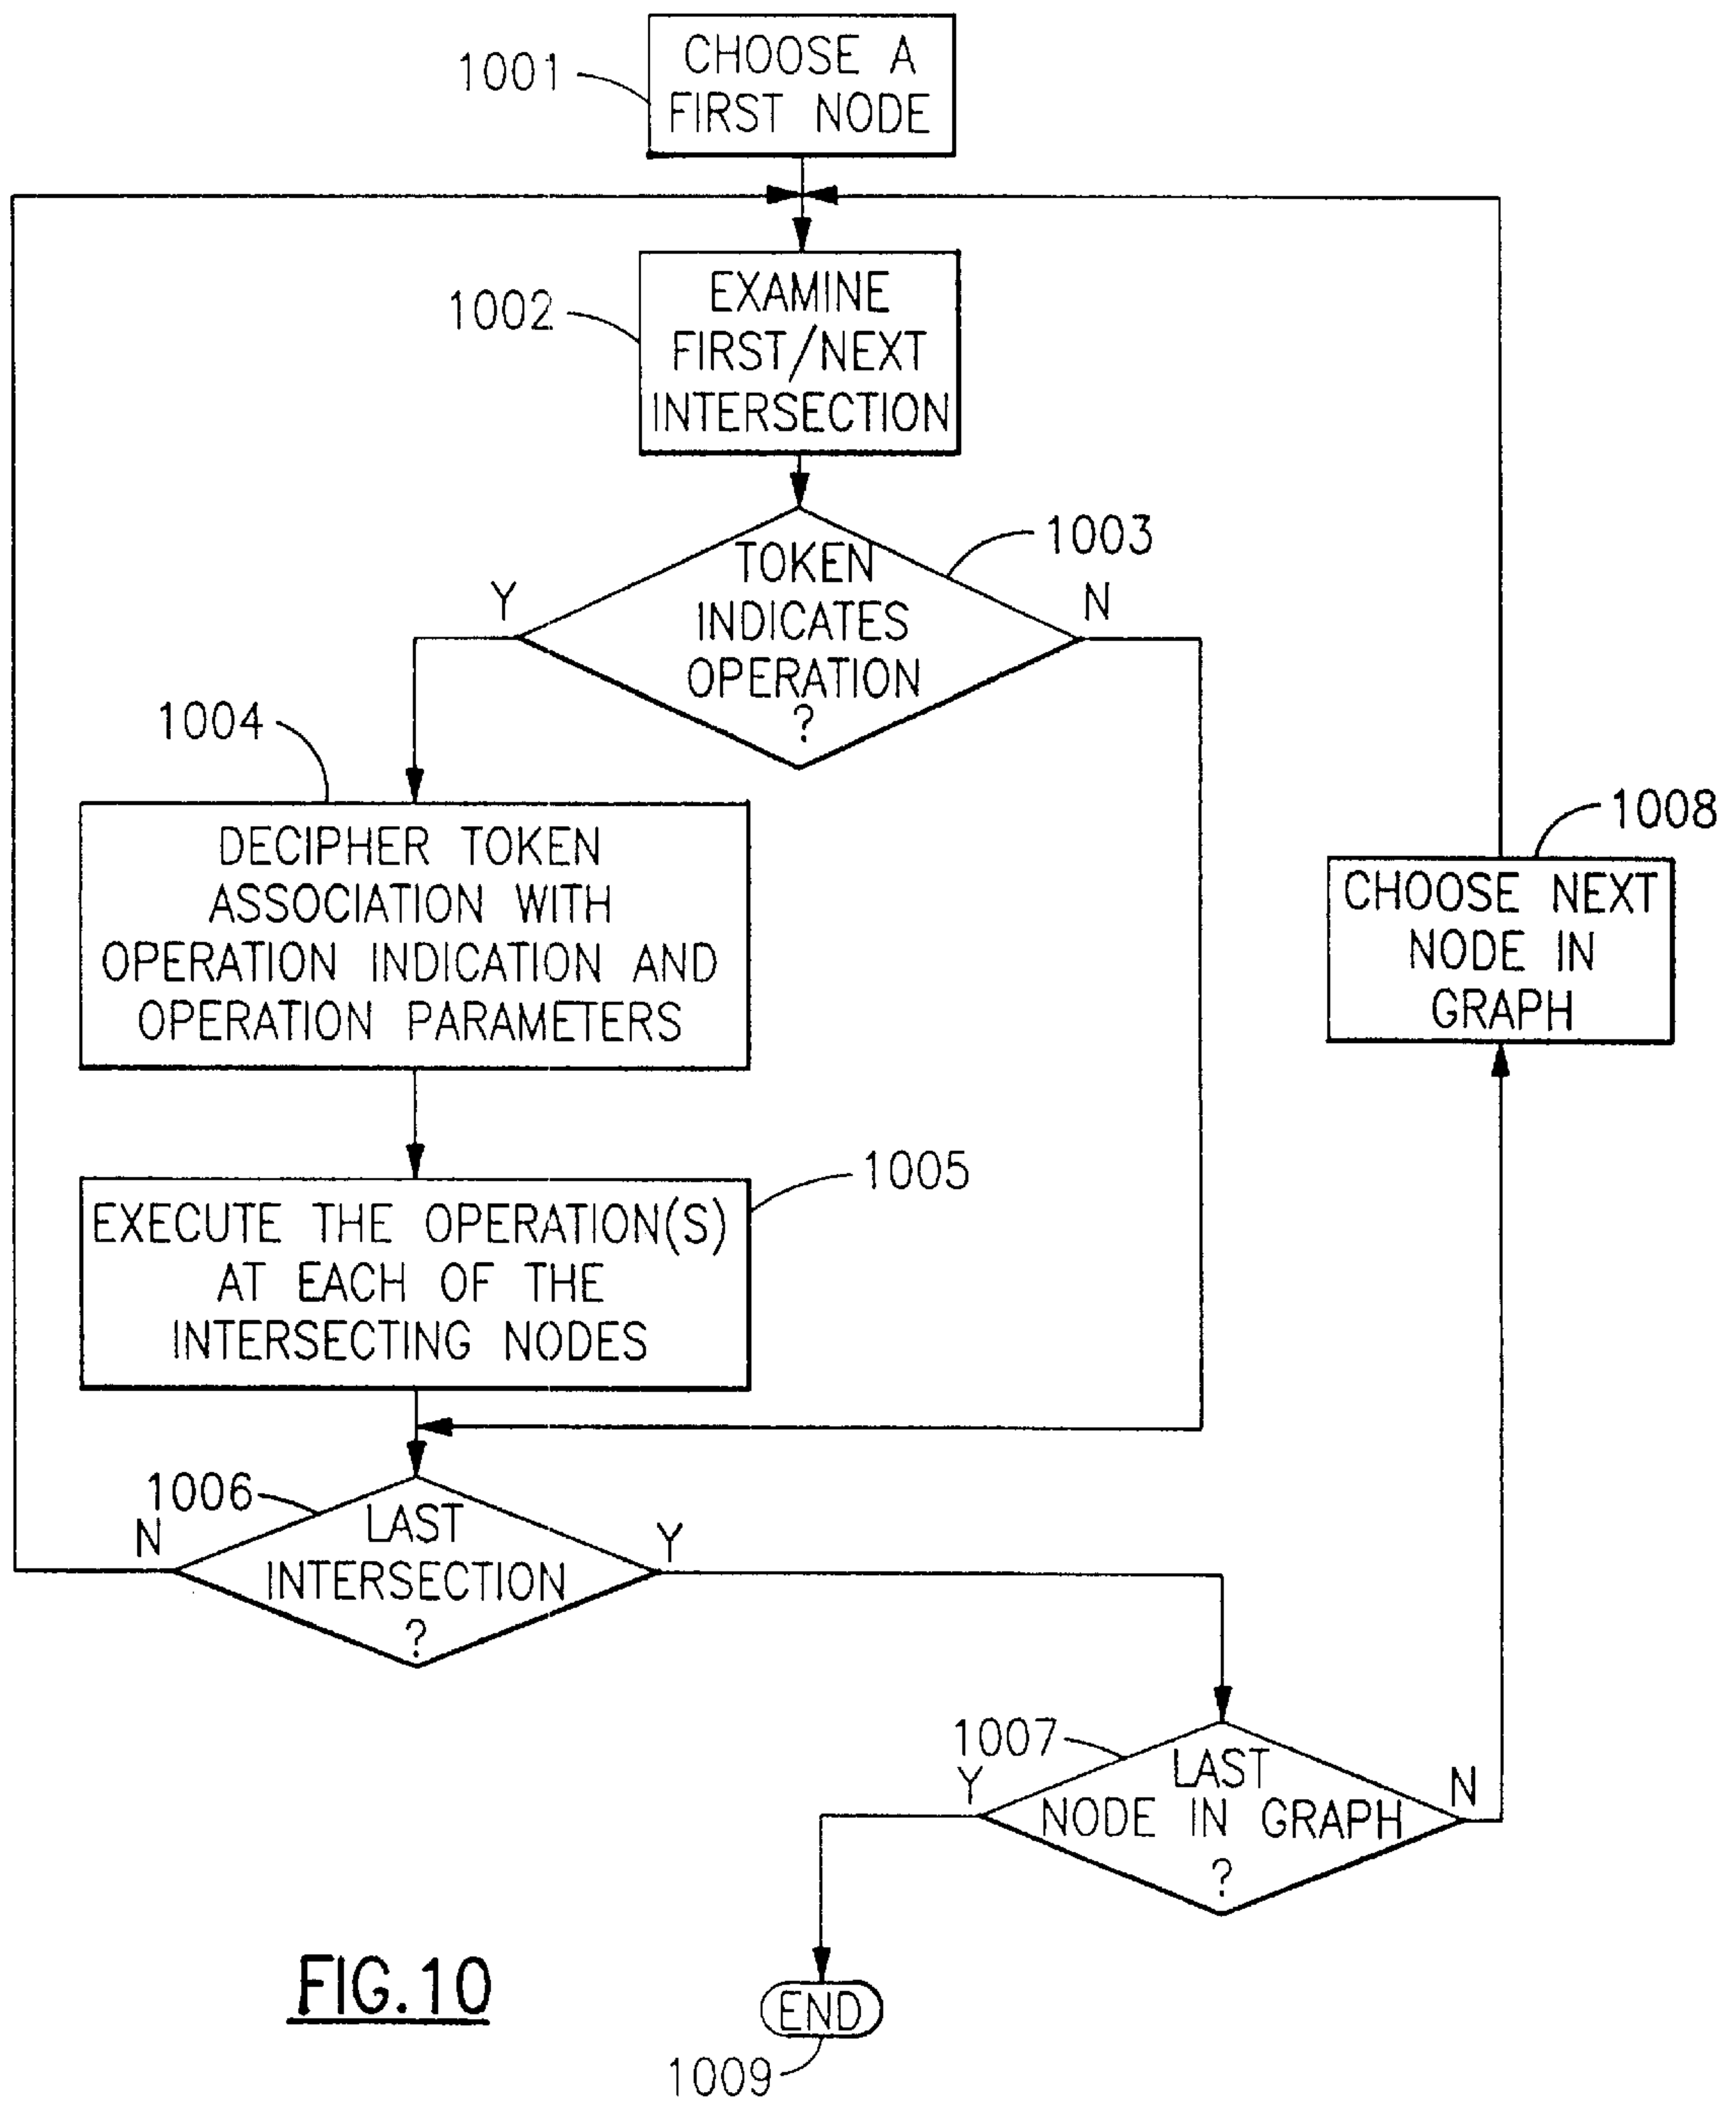 1001
CHOOSE A
FIRST NODE
1002
EXAMINE
FIRST/NEXT
INTERSECTION
1003
TOKEN
INDICATES
OPERATION
?
Y
N
1004
DECIPHER TOKEN
ASSOCIATION WITH
OPERATION INDICATION AND
OPERATION PARAMETERS
1008
CHOOSE NEXT
NODE IN
GRAPH
1005
EXECUTE THE OPERATION(S)
AT EACH OF THE
INTERSECTING NODES
1006
N
LAST
INTERSECTION
?
Y
1007
Y
LAST
NODE IN GRAPH
?
N
END
1009
FIG.10